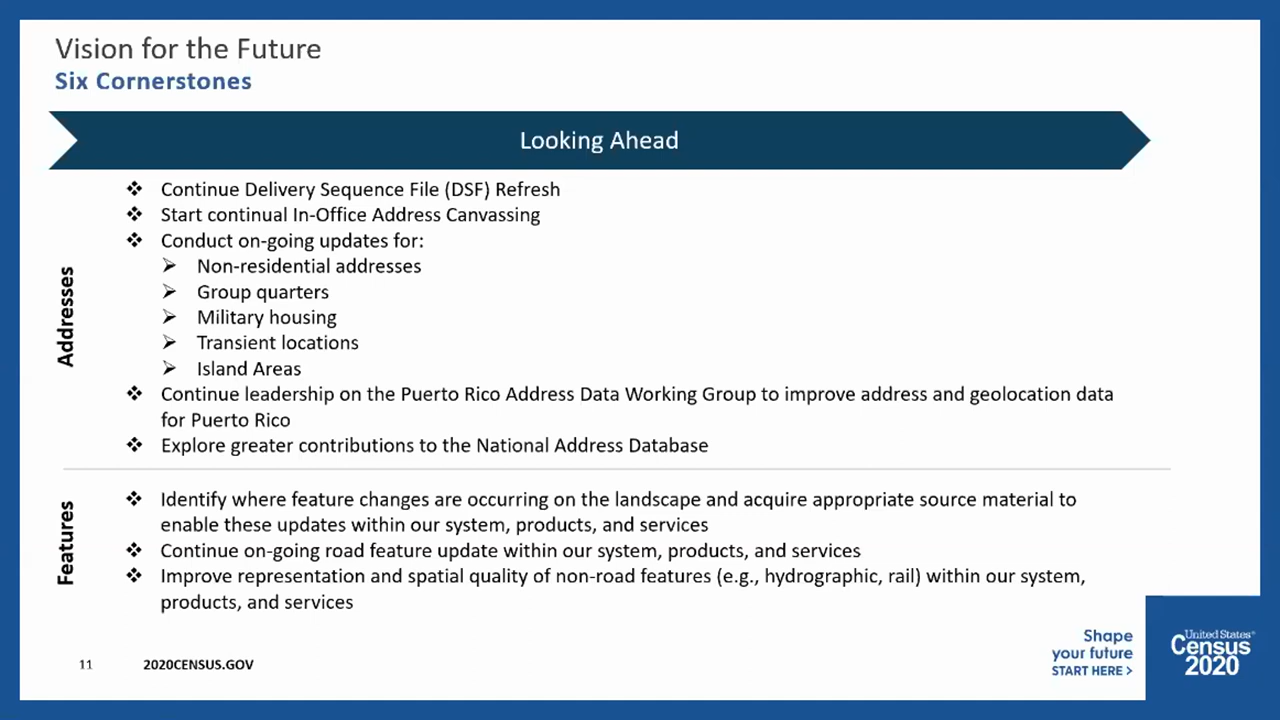 Vision for the Future
Six Cornerstones
Looking Ahead
Addresses
❖ Continue Delivery Sequence File (DSF) Refresh
❖ Start continual In-Office Address Canvassing
❖ Conduct on-going updates for:
➢ Non-residential addresses
➢ Group quarters
➢ Military housing
➢ Transient locations
➢ Island Areas
❖ Continue leadership on the Puerto Rico Address Data Working Group to improve address and geolocation data
for Puerto Rico
❖ Explore greater contributions to the National Address Database
Features
❖ Identify where feature changes are occurring on the landscape and acquire appropriate source material to
enable these updates within our system, products, and services
❖ Continue on-going road feature update within our system, products, and services
❖ Improve representation and spatial quality of non-road features (e.g., hydrographic, rail) within our system,
products, and services
11 2020CENSUS.GOV
Shape
your future
START HERE >
United States®
Census
2020